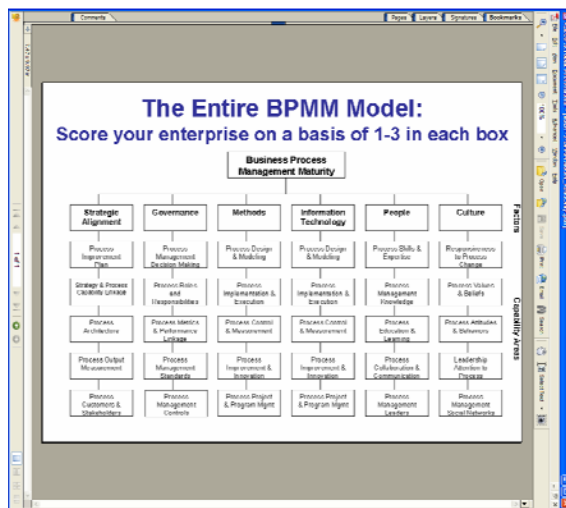 Comments
Pages
Layers
Signatures
Bookmarks
The Entire BPMM Model:
Score your enterprise on a basis of 1-3 in each box
Business Process
Management Maturity
Strategic
Alignment
Governance
Methods
Information
Technology
People
Culture
Factors
Process
Improvement
Plan
Process
Management
Decision Making
Process Design
& Modeling
Process Design
& Modeling
Process Skills &
Expertise
Responsiveness
to Process
Change
Strategy & Process
Capability Linkage
Process Roles
and
Responsibilities
Process
Implementation &
Execution
Process
Implementation &
Execution
Process
Management
Knowledge
Process Values
& Beliefs
Capability Areas
Process
Architecture
Process Metrics
& Performance
Linkage
Process Control
& Measurement
Process Control
& Measurement
Process
Education &
Learning
Process Attitudes
& Behaviors
Process Output
Measurement
Process
Management
Standards
Process
Improvement &
Innovation
Process
Improvement &
Innovation
Process
Collaboration &
Communication
Leadership
Attention to
Process
Process
Customers &
Stakeholders
Process
Management
Controls
Process Project
& Program Mgmt
Process Project
& Program Mgmt
Process
Management
Leaders
Process
Management
Social Networks